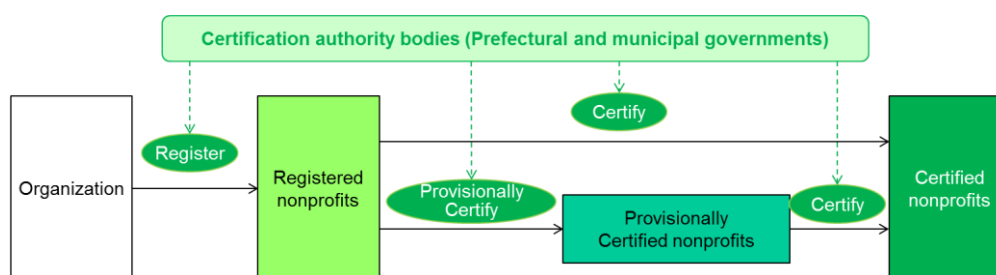 Certification authority bodies (Prefectural and municipal governments)
Certify
Register
Organization
Registered
nonprofits
Provisionally
Certify
Provisionally
Certified nonprofits
Certify
Certified
nonprofits